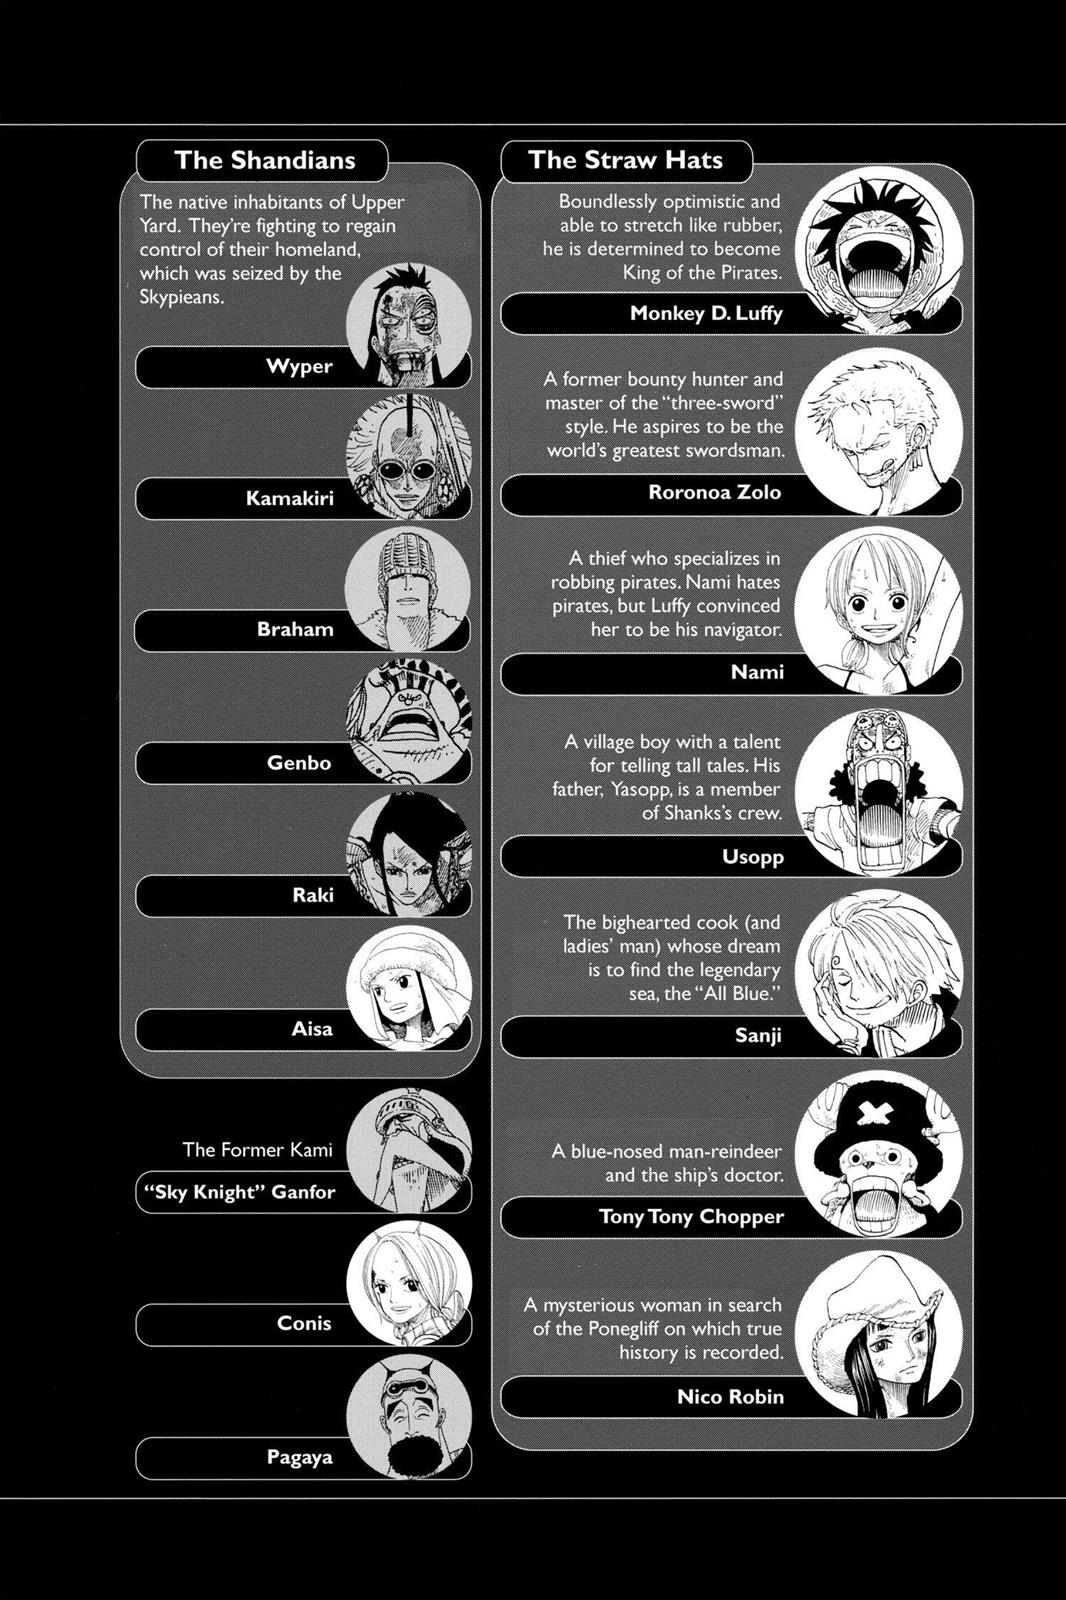 The Shandians
The native inhabitants of Upper
Yard. They're fighting to regain
control of their homeland,
which was seized by the
Skypieans.
Wyper
Kamakiri
Braham
Genbo
Raki
Aisa
The Former Kami
“Sky Knight” Ganfor
Conis
Pagaya
The Straw Hats
Boundlessly optimistic and
able to stretch like rubber,
he is determined to become
King of the Pirates.
Monkey D. Luffy
A former bounty hunter and
master of the “three-sword”
style. He aspires to be the
world's greatest swordsman.
Roronoa Zolo
A thief who specializes in
robbing pirates. Nami hates
pirates, but Luffy convinced
her to be his navigator.
Nami
A village boy with a talent
for telling tall tales. His
father, Yasopp, is a member
of Shanks's crew.
Usopp
The bighearted cook (and
ladies' man) whose dream
is to find the legendary
sea, the “All Blue.”
Sanji
A blue-nosed man-reindeer
and the ship's doctor.
Tony Tony Chopper
A mysterious woman in search
of the Ponegliff on which true
history is recorded.
Nico Robin